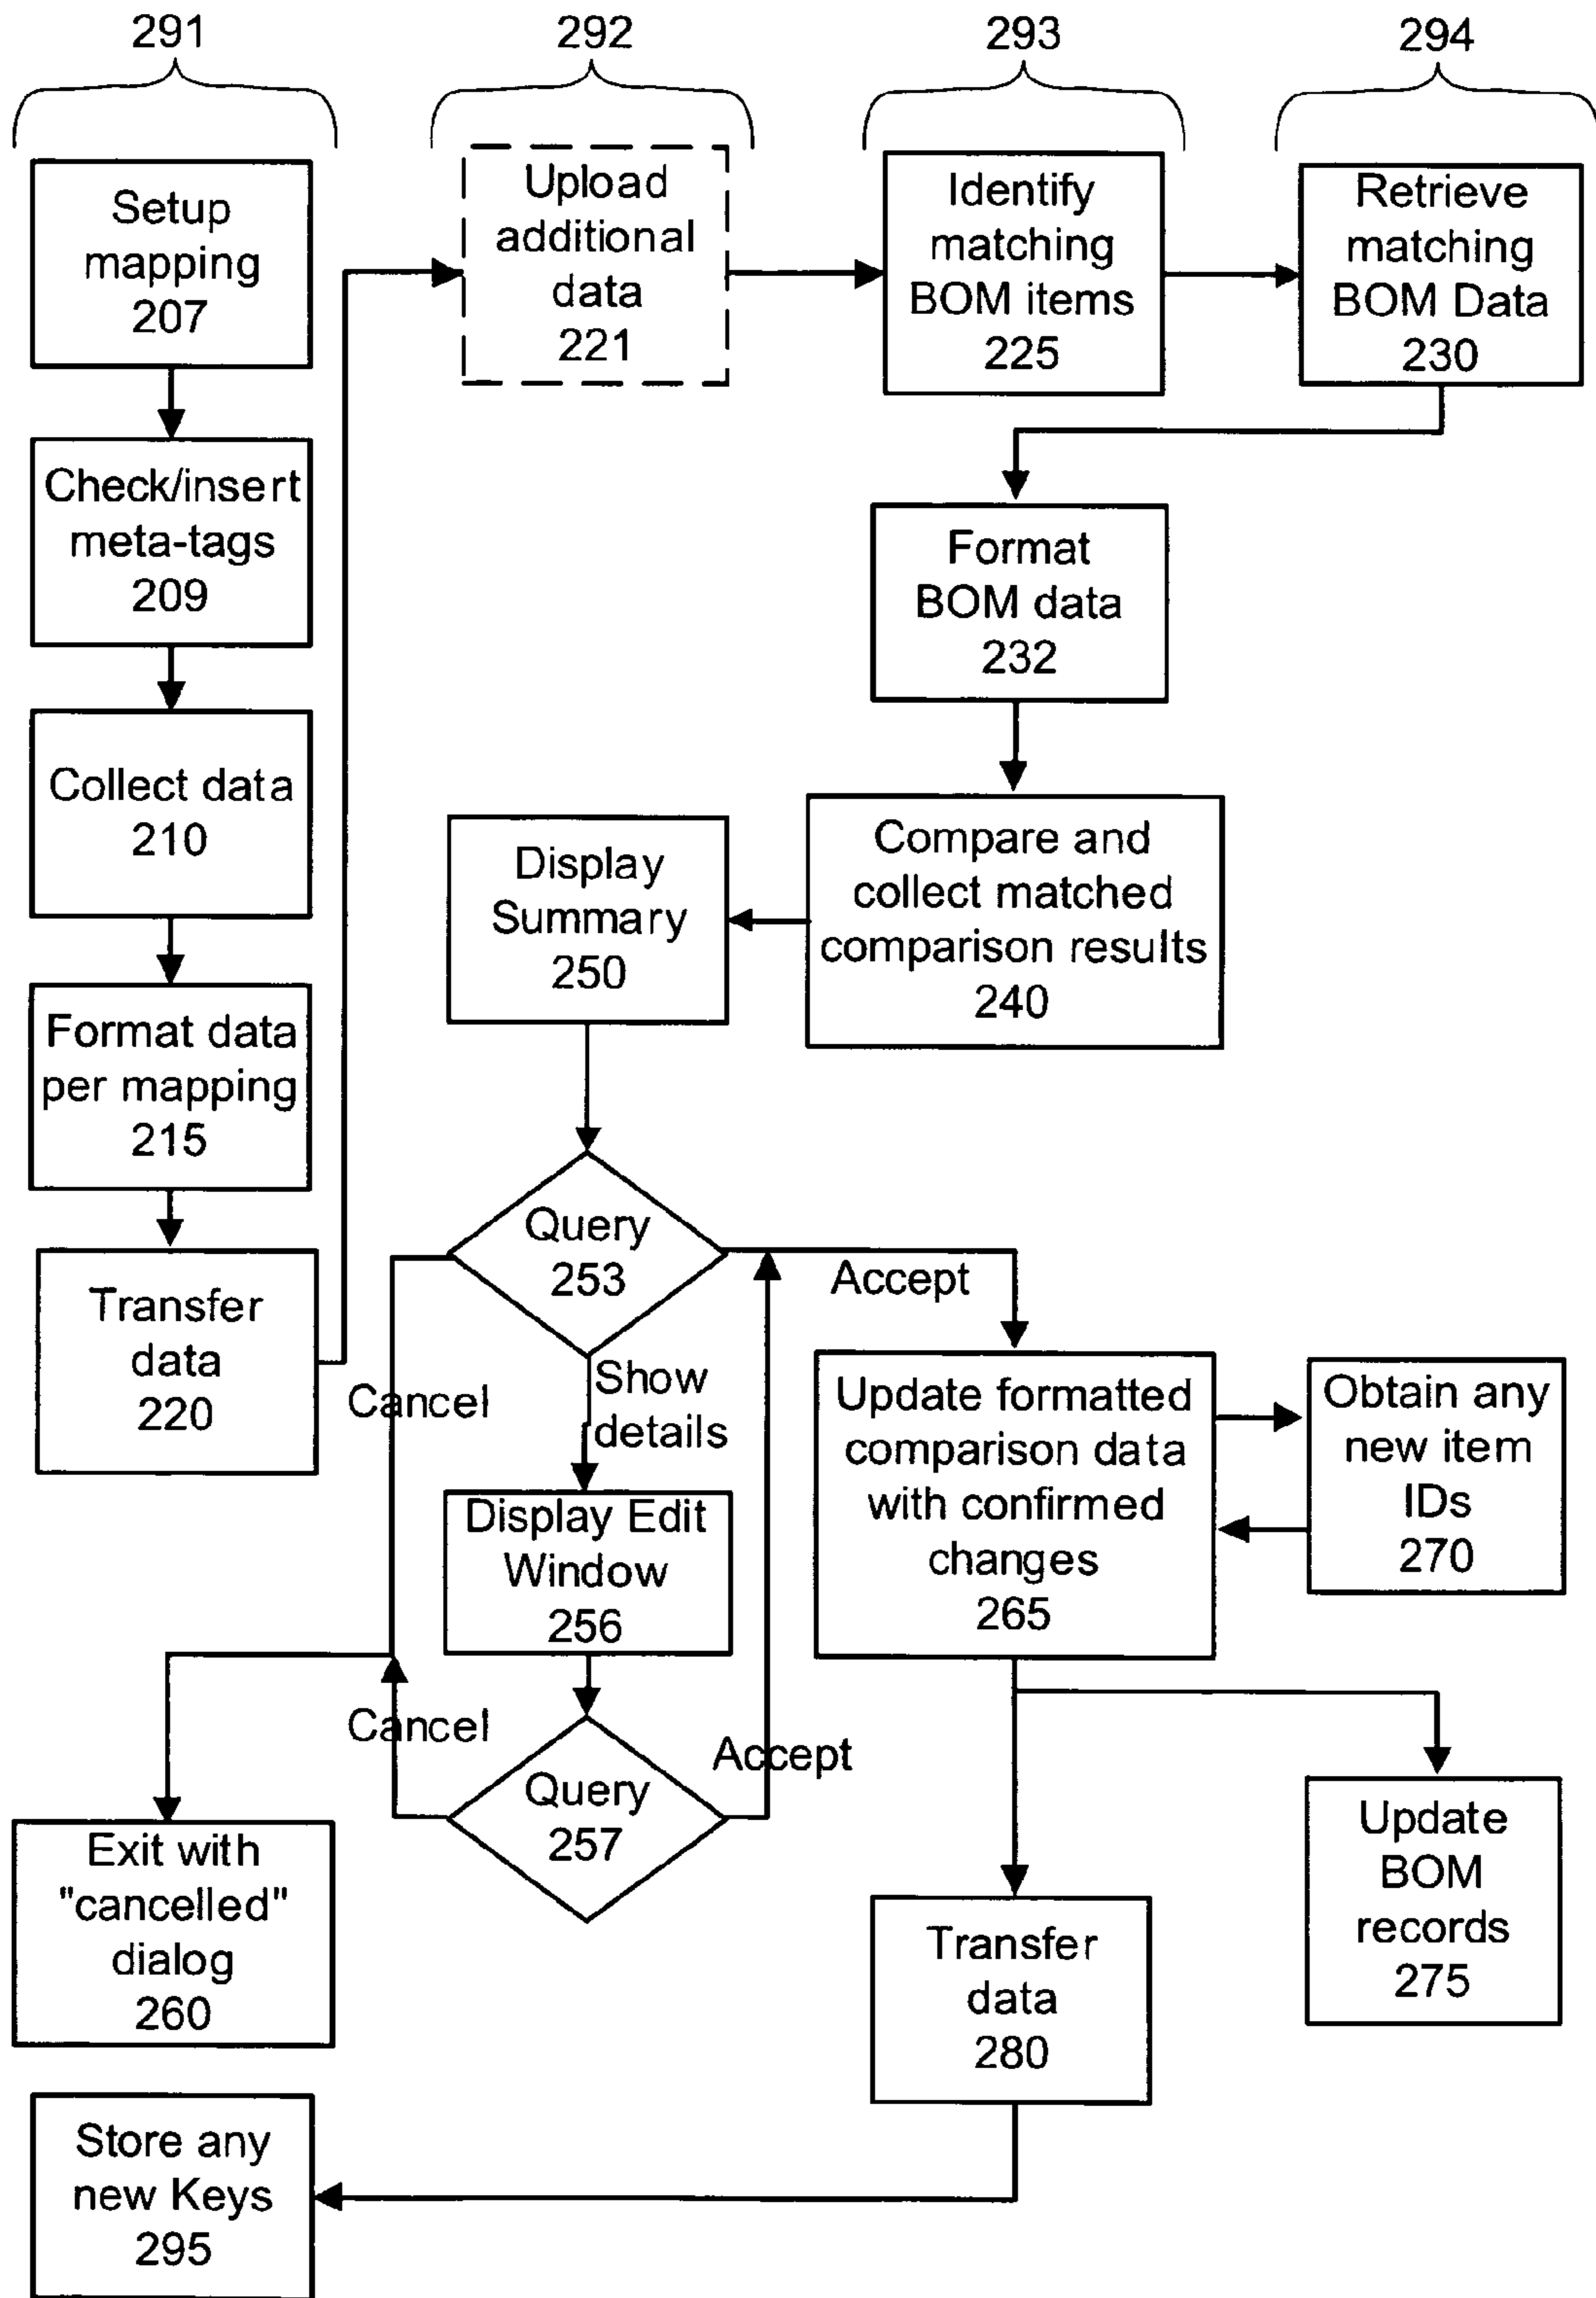 291
292
293
294
Setup
mapping
207
Upload
additional
data
221
Identify
matching
BOM items
225
Retrieve
matching
BOM Data
230
Check/insert
meta-tags
209
Format
BOM data
232
Collect data
210
Compare and
collect matched
comparison results
240
Display
Summary
250
Format data
per mapping
215
Transfer
data
220
Query
253
Cancel
Show
details
Accept
Display Edit
Window
256
Update formatted
comparison data
with confirmed
changes
265
Obtain any
new item
IDs
270
Cancel
Query
257
Accept
Exit with
"cancelled"
dialog
260
Update
BOM
records
275
Transfer
data
280
Store any
new Keys
295